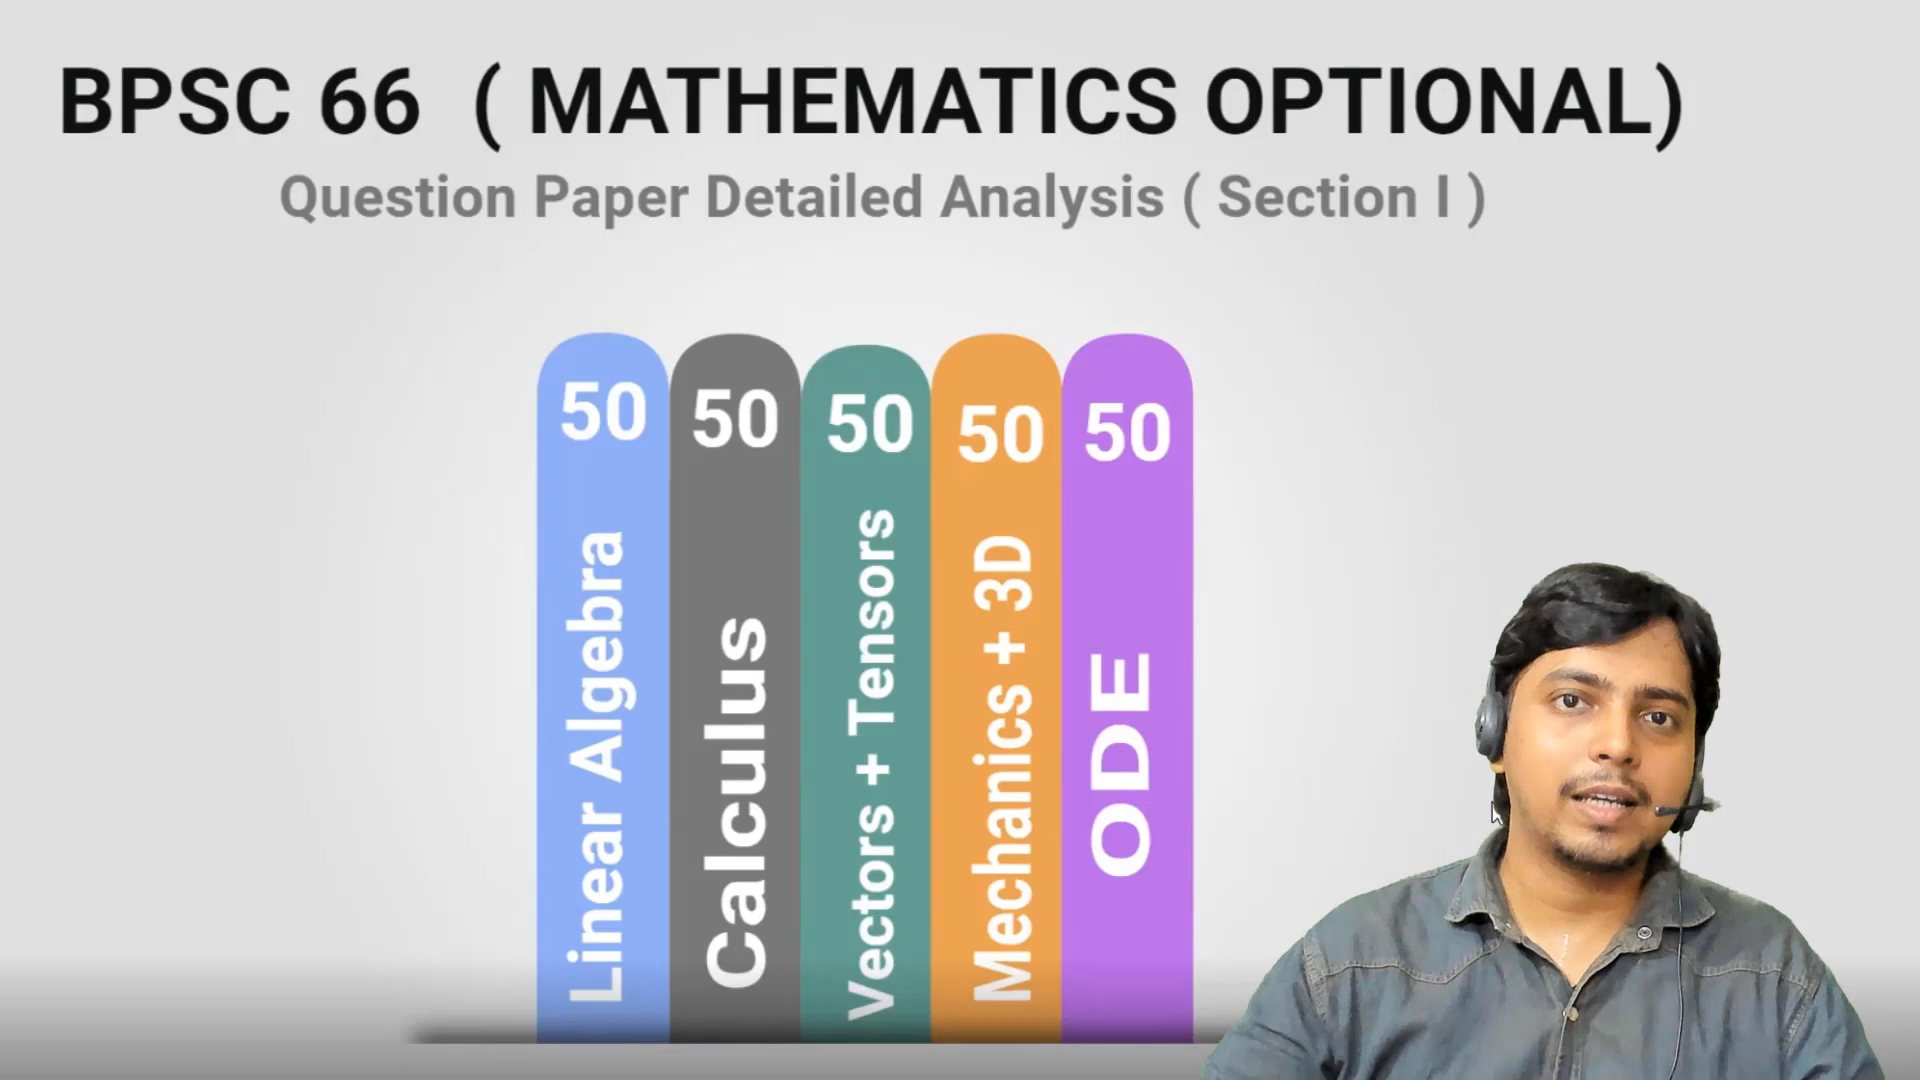 BPSC 66 ( MATHEMATICS OPTIONAL)
Question Paper Detailed Analysis ( Section I )
50
Linear Algebra
50
Calculus
50
Vectors + Tensors
50
Mechanics + 3D
50
ODE